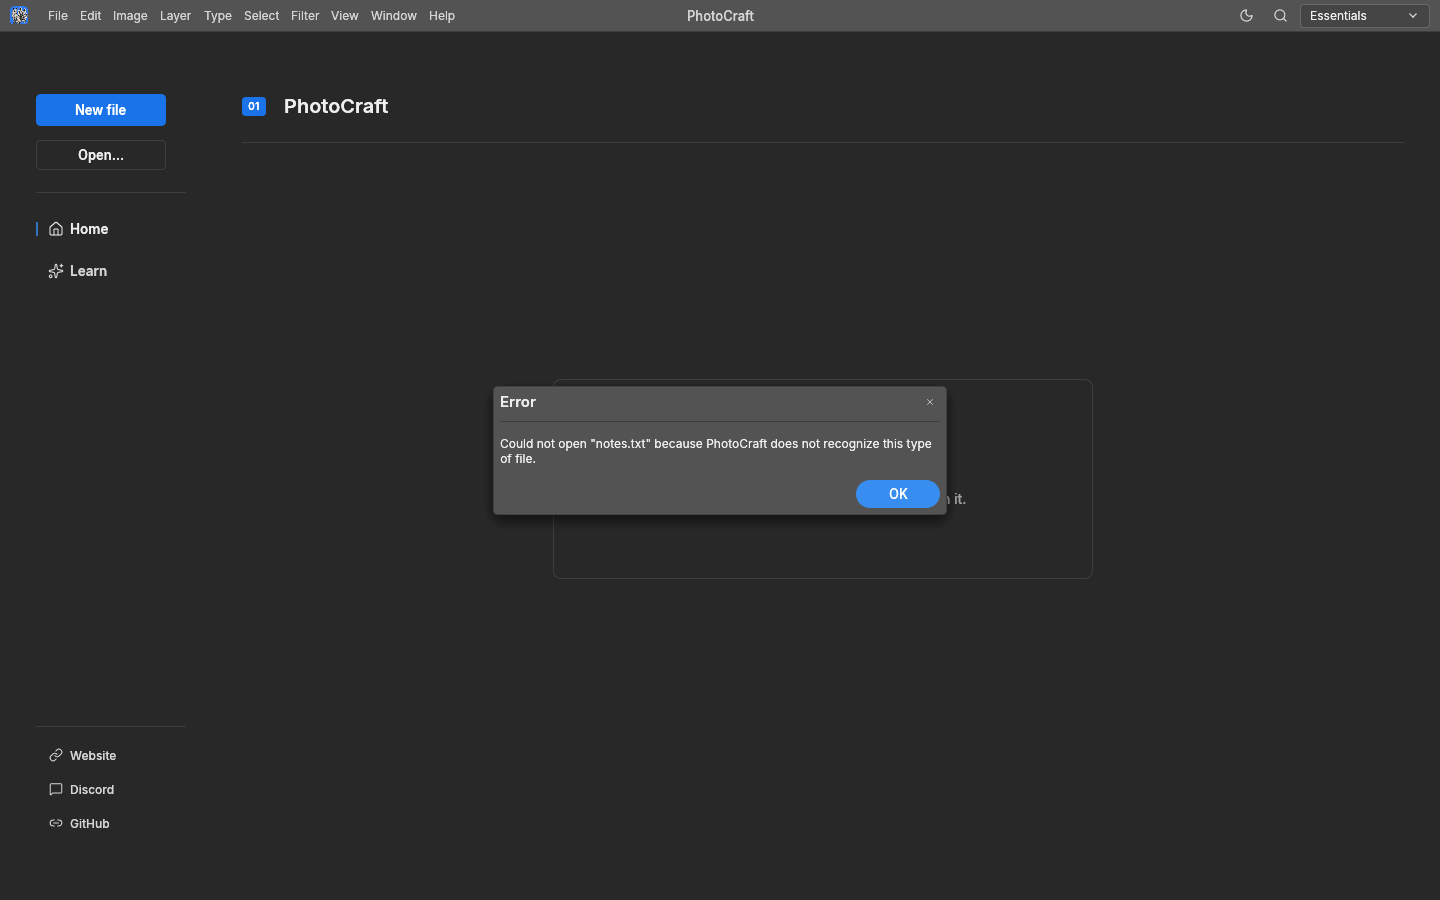 File Edit Image Layer Type Select Filter View Window Help
PhotoCraft
Essentials
New file
Open...
Home
Learn
01 PhotoCraft
Error
Could not open "notes.txt" because PhotoCraft does not recognize this type
of file.
OK
it.
Website
Discord
GitHub